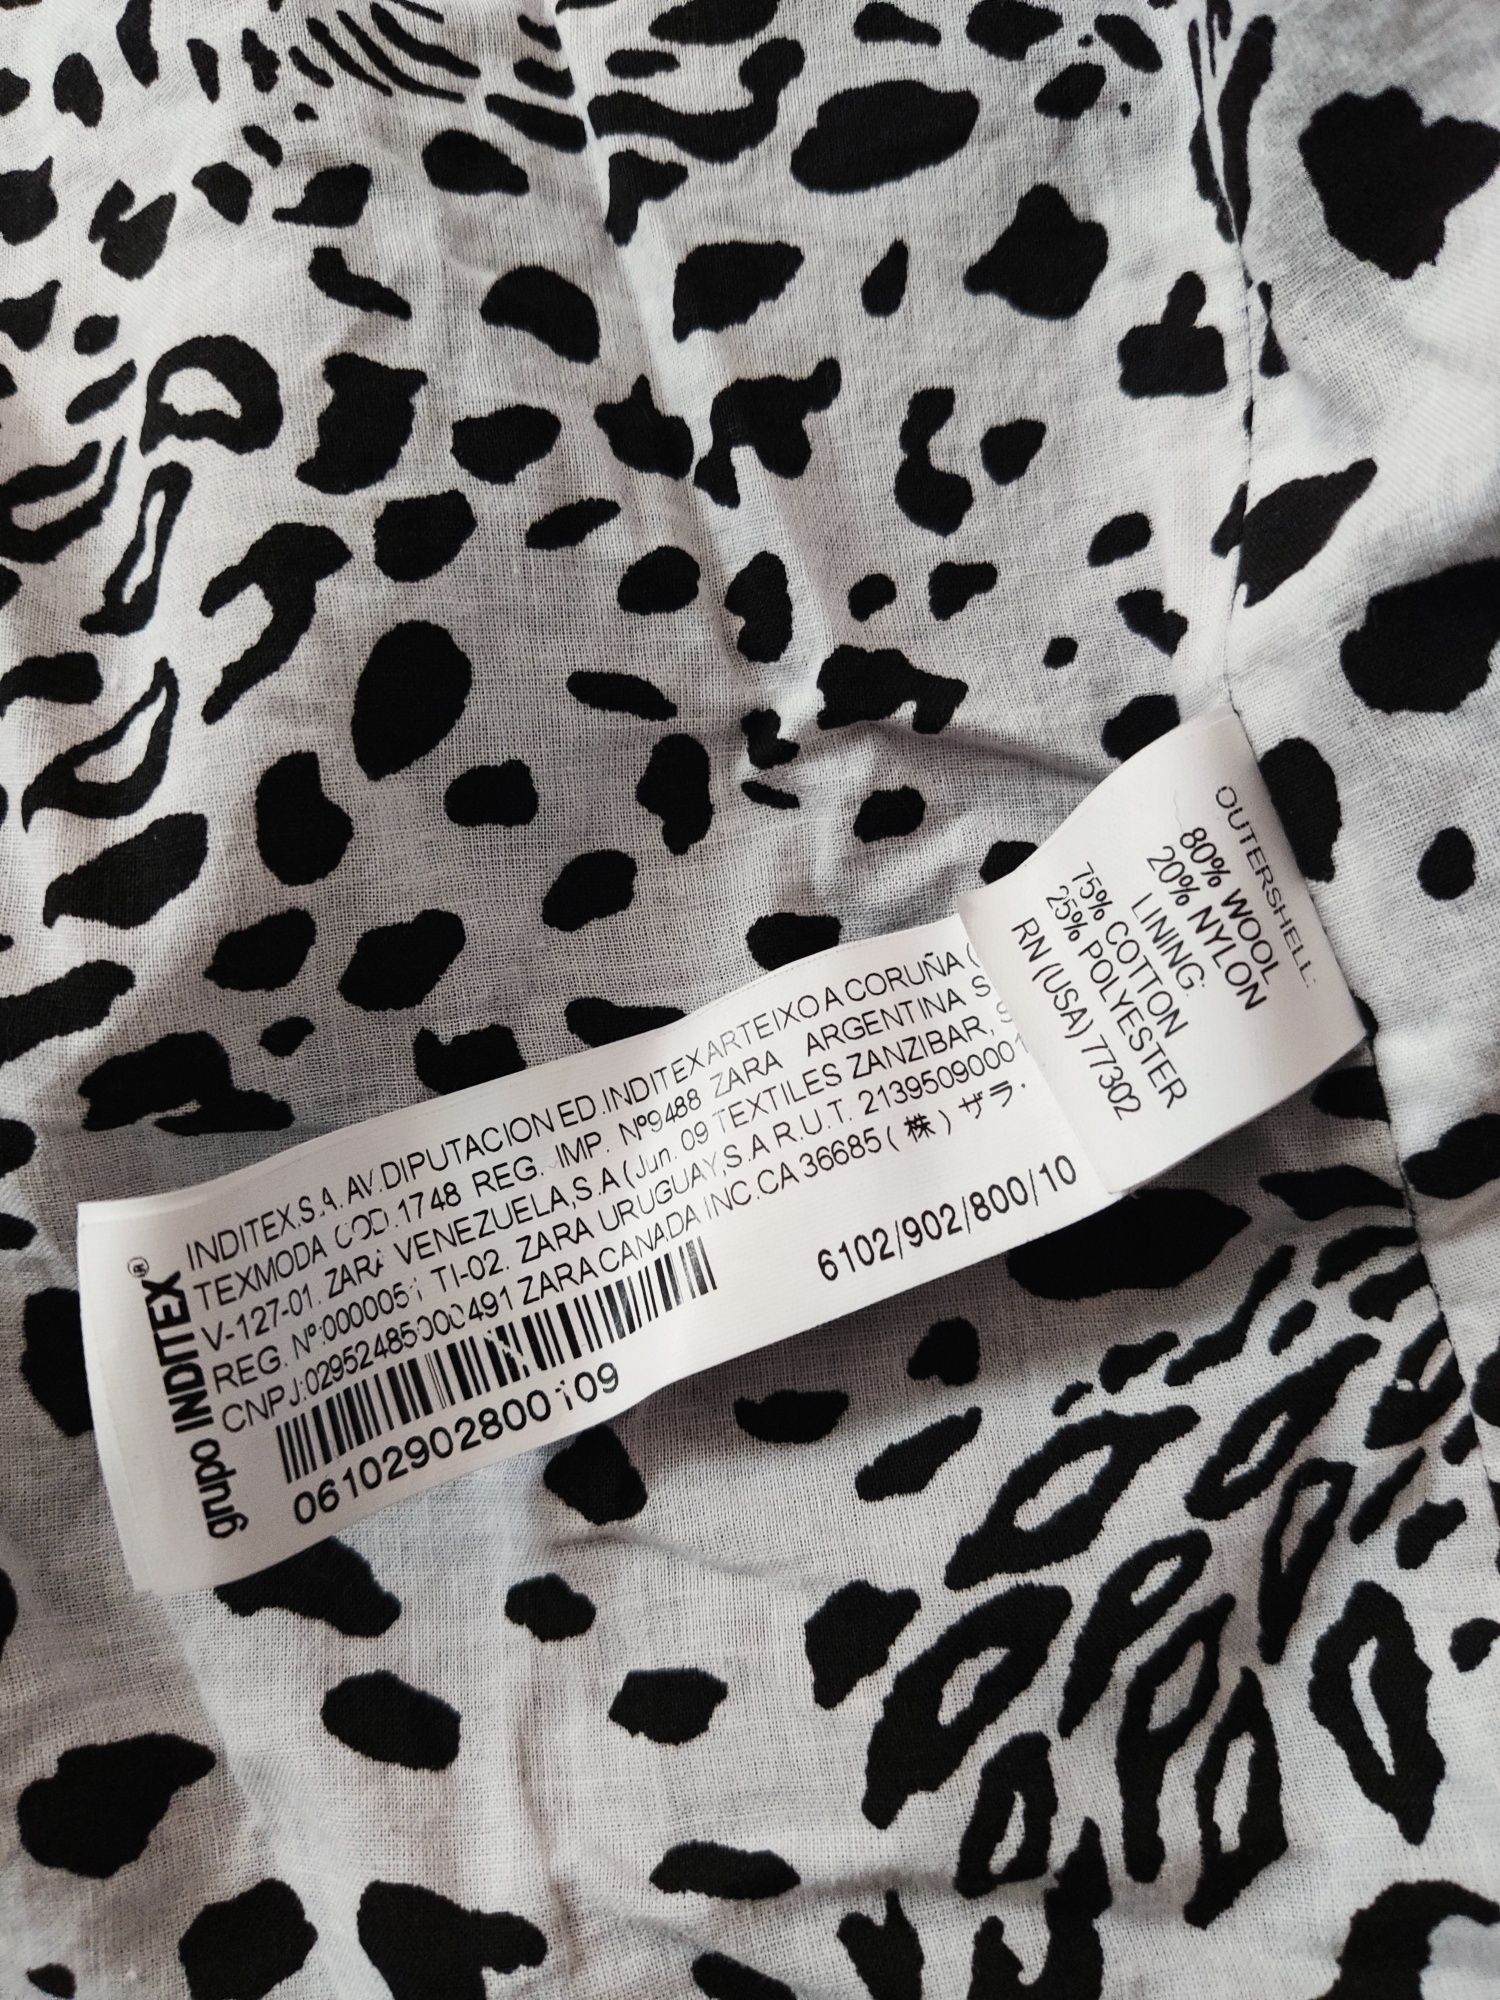 OUTERSHELL:
80% WOOL
20% NYLON
LINING:
75% COTTON
25% POLYESTER
RN (USA) 77302
grupo INDITEX®
INDITEX.S.A. AV.DIPUTACION ED.INDITEX ARTEIXO A CORUÑA (
TEXMODA COD.1748 REG. IMP. Nº9488 ZARA ARGENTINA S
V-127-01. ZARA VENEZUELA,S.A (Jun. 09 TEXTILES ZANZIBAR, S
REG. Nº:0000051 TI-02. ZARA URUGUAY,S.A R.U.T. 21395090001
CNPJ:02952485000491 ZARA CANADA INC.CA 36685 ( 株 ) ザラ.
6102/902/800/10
06102902800109